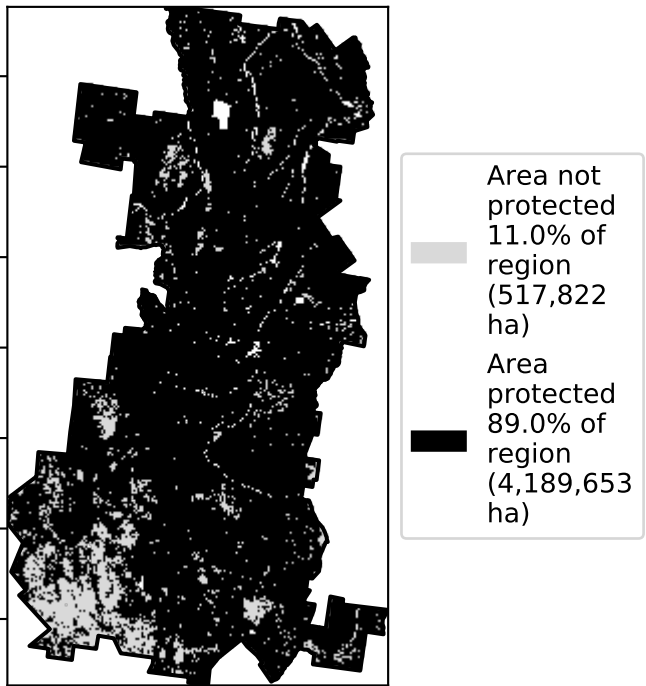 Area not
protected
11.0% of
region
(517,822
ha)
Area
protected
89.0% of
region
(4,189,653
ha)